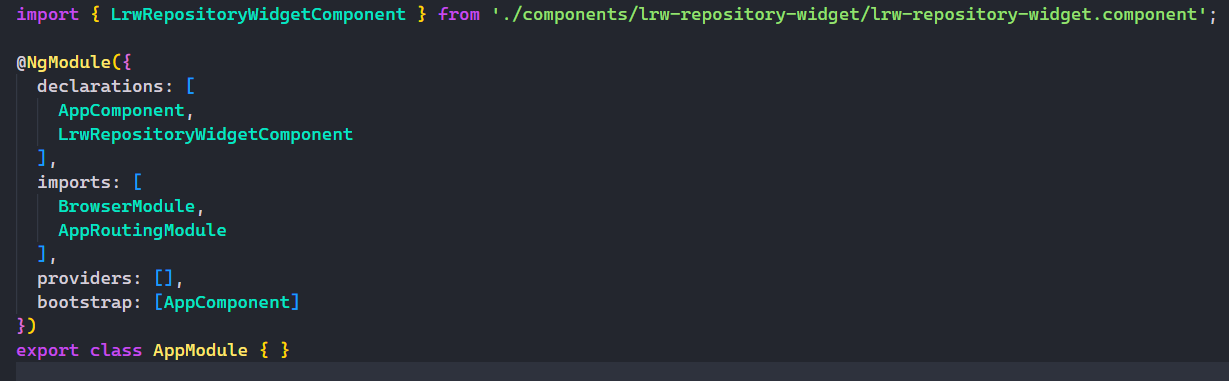 import { LrwRepositoryWidgetComponent } from './components/lrw-repository-widget/lrw-repository-widget.component';
@NgModule({
declarations: [
AppComponent,
LrwRepositoryWidgetComponent
],
imports: [
BrowserModule,
AppRoutingModule
],
providers: [],
bootstrap: [AppComponent]
})
export class AppModule { }